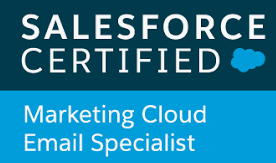 SALESFORCE
CERTIFIED
Marketing Cloud
Email Specialist